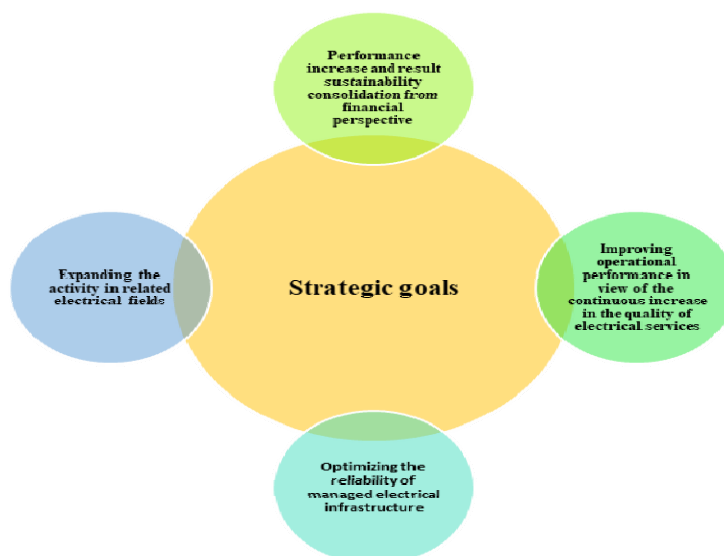 Performance
increase and result
sustainability
consolidation from
financial
perspective
Expanding the
activity in related
electrical fields
Strategic goals
Improving
operational
performance in
view of the
continuous increase
in the quality of
electrical services
Optimizing the
reliability of
managed electrical
infrastructure